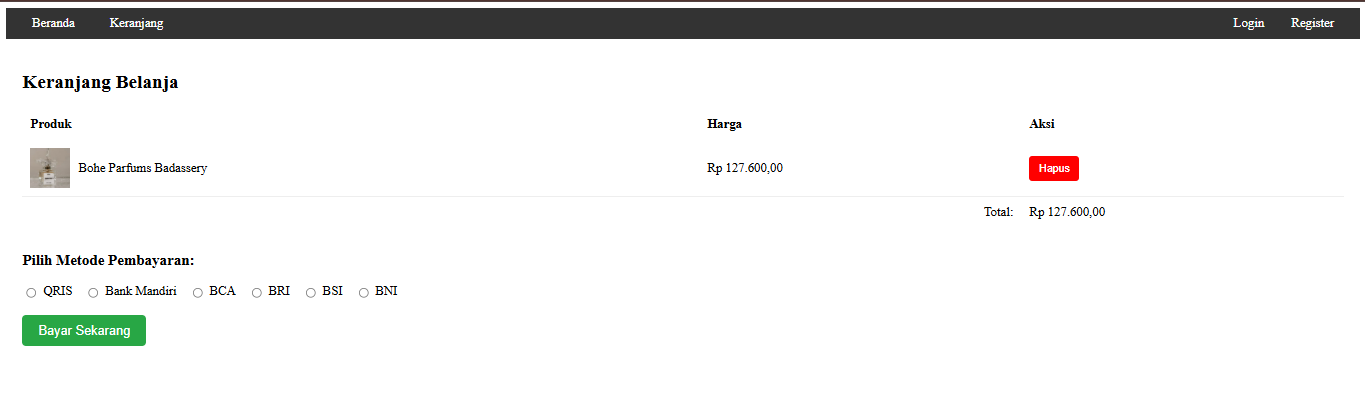 Beranda Keranjang Login Register
Keranjang Belanja
Produk Harga Aksi
Bohe Parfums Badassery Rp 127.600,00 Hapus
Total: Rp 127.600,00
Pilih Metode Pembayaran:
QRIS Bank Mandiri BCA BRI BSI BNI
Bayar Sekarang